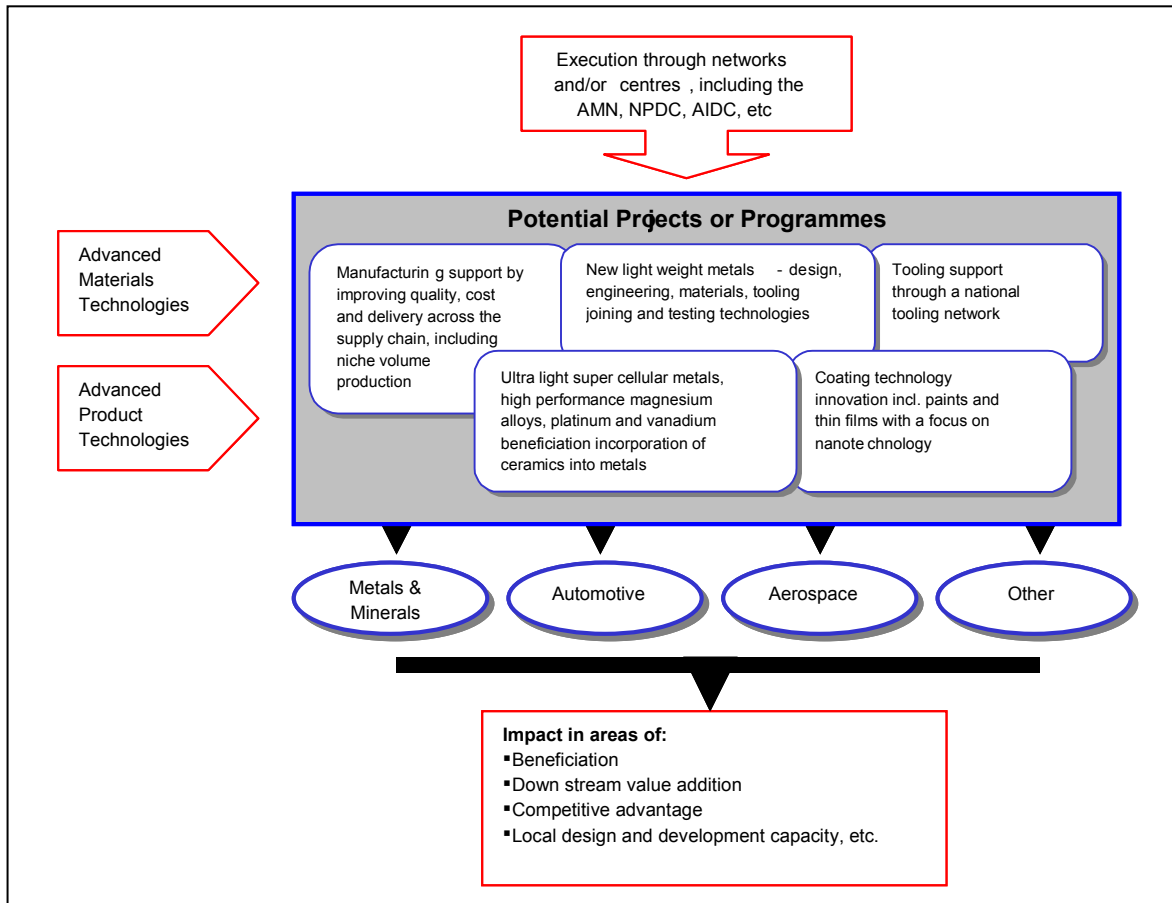 Execution through networks
and/or centres , including the
AMN, NPDC, AIDC, etc
Potential Projects or Programmes
Advanced
Materials
Technologies
Manufacturin g support by
improving quality, cost
and delivery across the
supply chain, including
niche volume
production
New light weight metals - design,
engineering, materials, tooling
joining and testing technologies
Tooling support
through a national
tooling network
Advanced
Product
Technologies
Ultra light super cellular metals,
high performance magnesium
alloys, platinum and vanadium
beneficiation incorporation of
ceramics into metals
Coating technology
innovation incl. paints and
thin films with a focus on
nanote chnology
Metals &
Minerals
Automotive
Aerospace
Other
Impact in areas of:
▪Beneficiation
▪Down stream value addition
▪Competitive advantage
▪Local design and development capacity, etc.